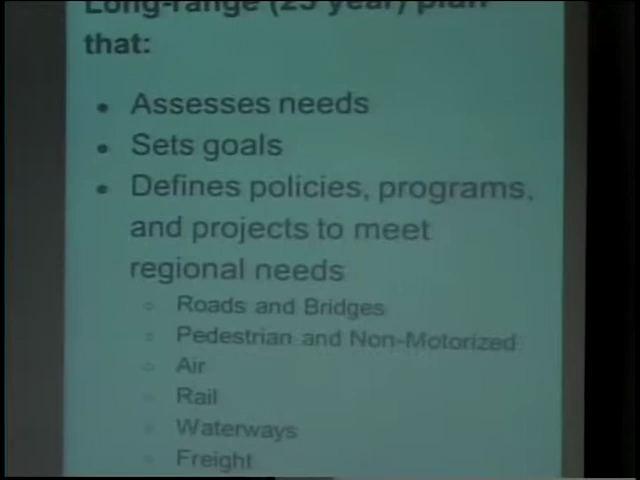 Long-range (25 year) plan
that:
• Assesses needs
• Sets goals
• Defines policies, programs,
and projects to meet
regional needs
○ Roads and Bridges
○ Pedestrian and Non-Motorized
○ Air
○ Rail
○ Waterways
○ Freight